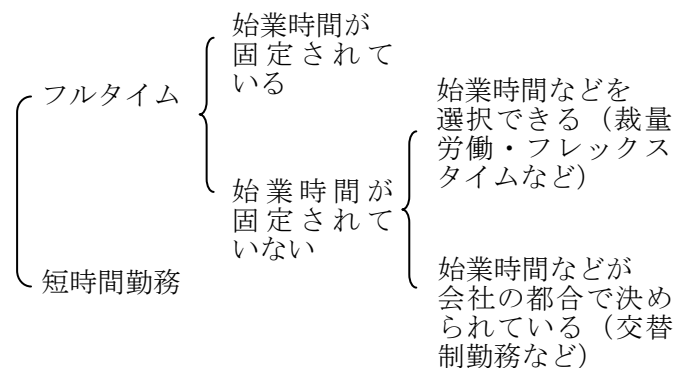 フルタイム
短時間勤務
始業時間が
固定されて
いる
始業時間が
固定されて
いない
始業時間などを
選択できる（裁量
労働・フレックス
タイムなど）
始業時間などが
会社の都合で決め
られている（交替
制勤務など）